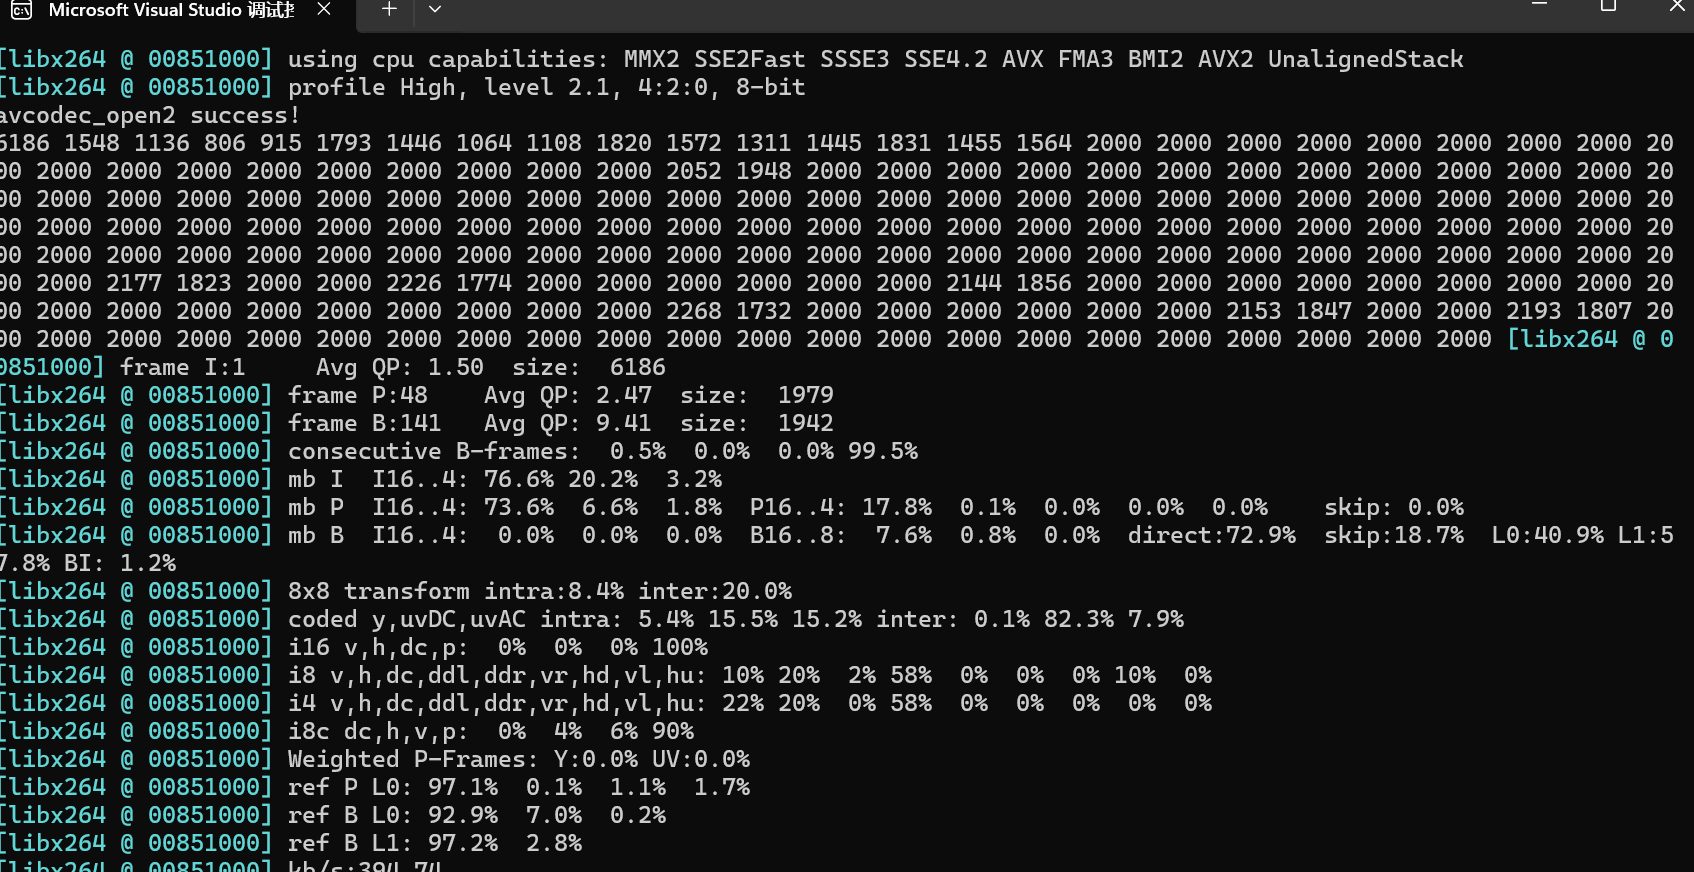 Microsoft Visual Studio 调试
[libx264 @ 00851000] using cpu capabilities: MMX2 SSE2Fast SSSE3 SSE4.2 AVX FMA3 BMI2 AVX2 UnalignedStack
[libx264 @ 00851000] profile High, level 2.1, 4:2:0, 8-bit
avcodec_open2 success!
6186 1548 1136 806 915 1793 1446 1064 1108 1820 1572 1311 1445 1831 1455 1564 2000 2000 2000 2000 2000 2000 2000 2000 20
00 2000 2000 2000 2000 2000 2000 2000 2000 2000 2052 1948 2000 2000 2000 2000 2000 2000 2000 2000 2000 2000 2000 2000 20
00 2000 2000 2000 2000 2000 2000 2000 2000 2000 2000 2000 2000 2000 2000 2000 2000 2000 2000 2000 2000 2000 2000 2000 20
00 2000 2000 2000 2000 2000 2000 2000 2000 2000 2000 2000 2000 2000 2000 2000 2000 2000 2000 2000 2000 2000 2000 2000 20
00 2000 2000 2000 2000 2000 2000 2000 2000 2000 2000 2000 2000 2000 2000 2000 2000 2000 2000 2000 2000 2000 2000 2000 20
00 2000 2177 1823 2000 2000 2226 1774 2000 2000 2000 2000 2000 2000 2144 1856 2000 2000 2000 2000 2000 2000 2000 2000 20
00 2000 2000 2000 2000 2000 2000 2000 2000 2000 2268 1732 2000 2000 2000 2000 2000 2000 2153 1847 2000 2000 2193 1807 20
00 2000 2000 2000 2000 2000 2000 2000 2000 2000 2000 2000 2000 2000 2000 2000 2000 2000 2000 2000 2000 2000 [libx264 @ 0
0851000] frame I:1     Avg QP: 1.50  size:  6186
[libx264 @ 00851000] frame P:48    Avg QP: 2.47  size:  1979
[libx264 @ 00851000] frame B:141   Avg QP: 9.41  size:  1942
[libx264 @ 00851000] consecutive B-frames:  0.5%  0.0%  0.0% 99.5%
[libx264 @ 00851000] mb I  I16..4: 76.6% 20.2%  3.2%
[libx264 @ 00851000] mb P  I16..4: 73.6%  6.6%  1.8%  P16..4: 17.8%  0.1%  0.0%  0.0%  0.0%    skip: 0.0%
[libx264 @ 00851000] mb B  I16..4:  0.0%  0.0%  0.0%  B16..8:  7.6%  0.8%  0.0%  direct:72.9%  skip:18.7%  L0:40.9% L1:5
7.8% BI: 1.2%
[libx264 @ 00851000] 8x8 transform intra:8.4% inter:20.0%
[libx264 @ 00851000] coded y,uvDC,uvAC intra: 5.4% 15.5% 15.2% inter: 0.1% 82.3% 7.9%
[libx264 @ 00851000] i16 v,h,dc,p:  0%  0%  0% 100%
[libx264 @ 00851000] i8 v,h,dc,ddl,ddr,vr,hd,vl,hu: 10% 20%  2% 58%  0%  0%  0% 10%  0%
[libx264 @ 00851000] i4 v,h,dc,ddl,ddr,vr,hd,vl,hu: 22% 20%  0% 58%  0%  0%  0%  0%  0%
[libx264 @ 00851000] i8c dc,h,v,p:  0%  4%  6% 90%
[libx264 @ 00851000] Weighted P-Frames: Y:0.0% UV:0.0%
[libx264 @ 00851000] ref P L0: 97.1%  0.1%  1.1%  1.7%
[libx264 @ 00851000] ref B L0: 92.9%  7.0%  0.2%
[libx264 @ 00851000] ref B L1: 97.2%  2.8%
[libx264 @ 00851000] kb/s:394.74